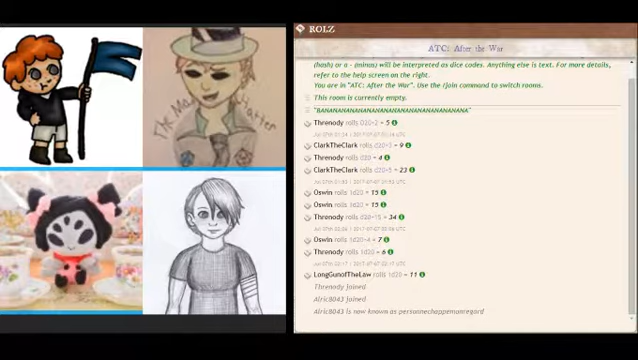 The Mad Hatter
ROLZ
ATC: After the War
(hash) or a - (minus) will be interpreted as dice codes. Anything else is text. For more details,
refer to the help screen on the right.
You are in "ATC: After the War". Use the /join command to switch rooms.
This room is currently empty.
Threnody rolls d20-2 = 5
ClarkTheClark rolls d20+3 = 9
Threnody rolls d20 = 4
ClarkTheClark rolls d20+5 = 23
Oswin rolls 1d20 = 15
Oswin rolls 1d20 = 15
Threnody rolls d20+15 = 34
Oswin rolls 1d20-4 = 7
Threnody rolls 1d20 = 6
LongGunofTheLaw rolls 1d20 = 11
Threnody joined
Alric8043 joined
Alric8043 is now known as personnechappemonregard